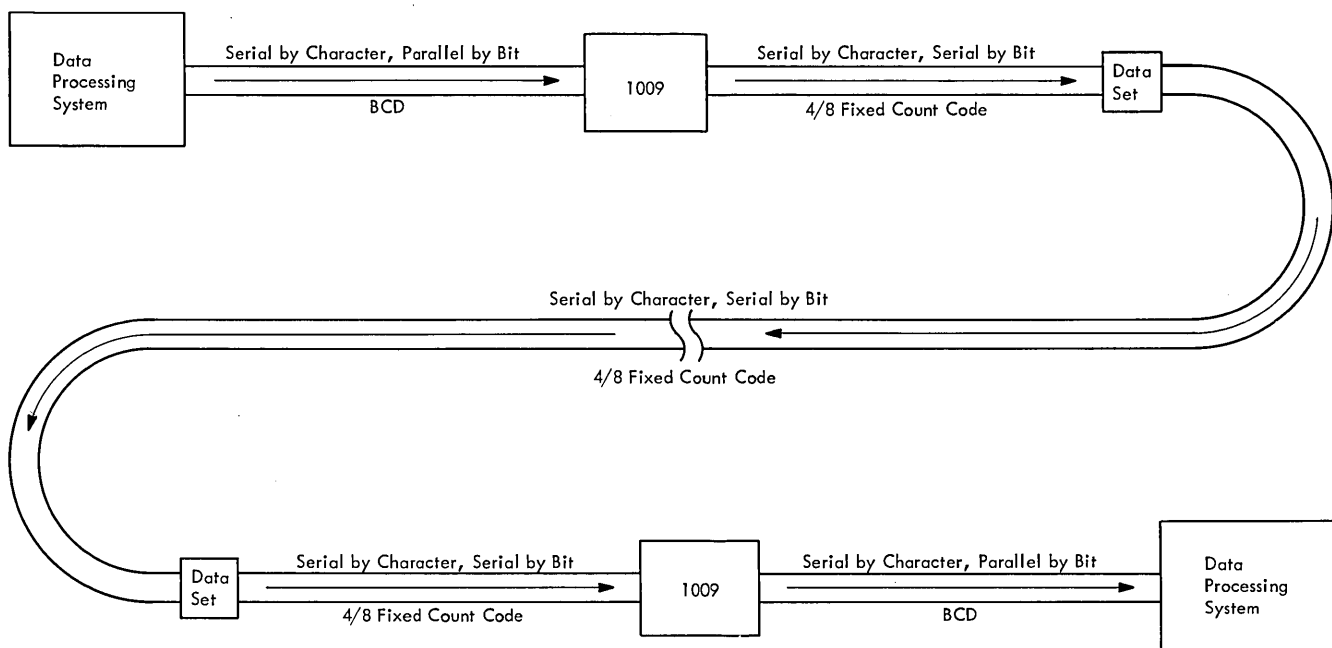 Data
Processing
System
Serial by Character, Parallel by Bit
BCD
1009
Serial by Character, Serial by Bit
4/8 Fixed Count Code
Data
Set
Serial by Character, Serial by Bit
4/8 Fixed Count Code
Data
Set
Serial by Character, Serial by Bit
4/8 Fixed Count Code
1009
Serial by Character, Parallel by Bit
BCD
Data
Processing
System